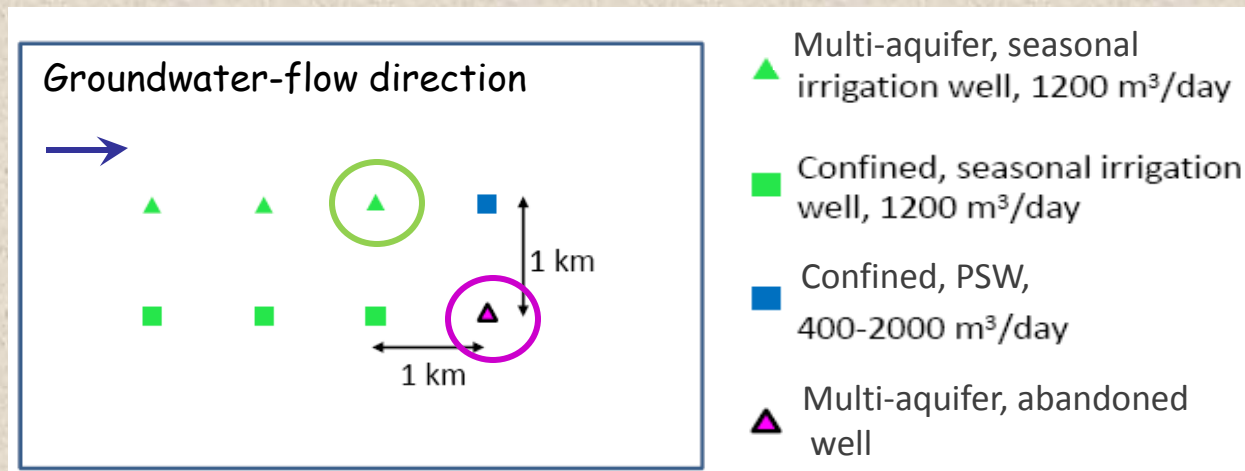 Groundwater-flow direction
1 km
1 km
Multi-aquifer, seasonal
irrigation well, 1200 m³/day
Confined, seasonal irrigation
well, 1200 m³/day
Confined, PSW,
400-2000 m³/day
Multi-aquifer, abandoned
well